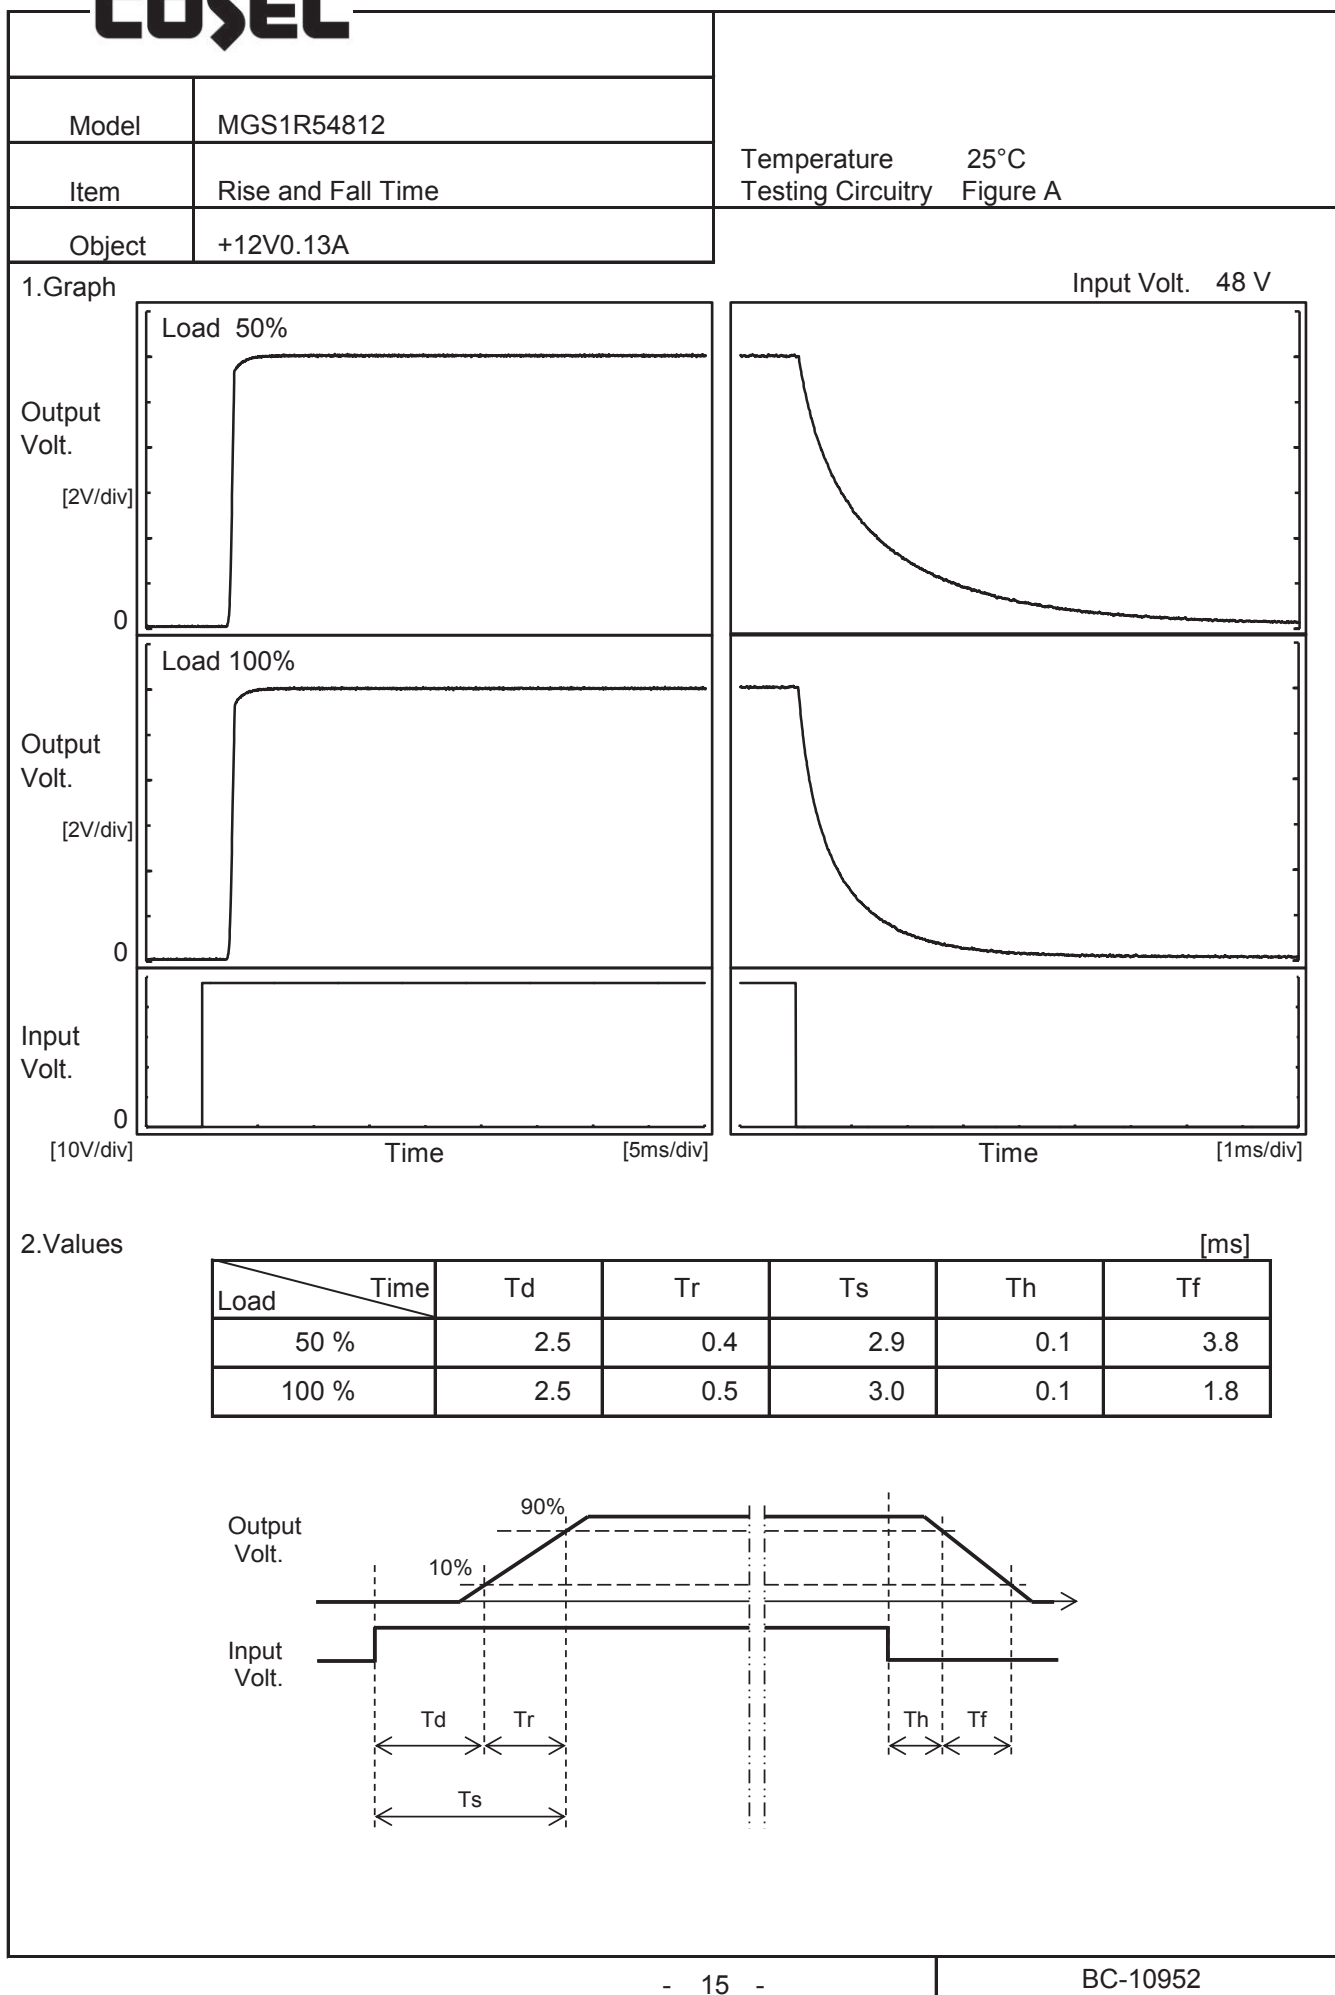 COSEL
Model MGS1R54812
Temperature 25°C
Item Rise and Fall Time
Testing Circuitry Figure A
Object +12V0.13A
1.Graph
Input Volt. 48 V
Load 50%
Output
Volt.
[2V/div]
0
Load 100%
Output
Volt.
[2V/div]
0
Input
Volt.
0
[10V/div] Time [5ms/div] Time [1ms/div]
2.Values [ms]
Time Td Tr Ts Th Tf
Load
50 % 2.5 0.4 2.9 0.1 3.8
100 % 2.5 0.5 3.0 0.1 1.8
90%
Output
Volt.
10%
Input
Volt.
Td Tr Th Tf
Ts
- 15 - BC-10952